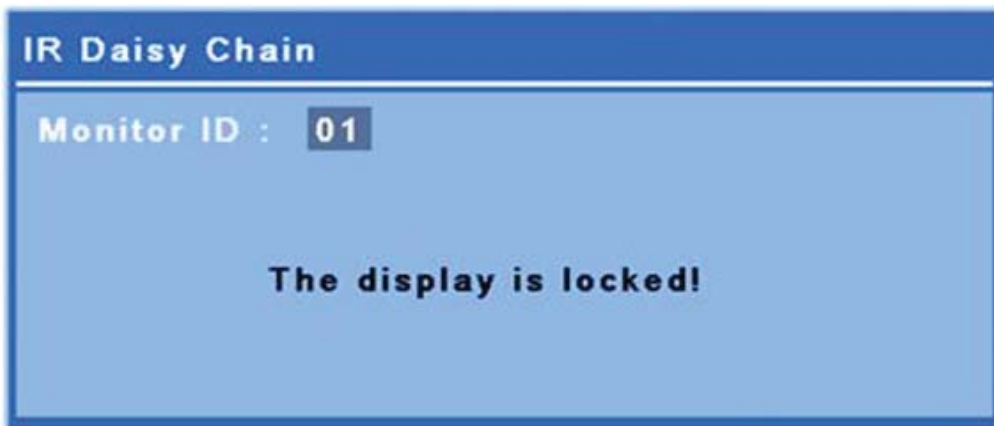 IR Daisy Chain
Monitor ID : 01
The display is locked!